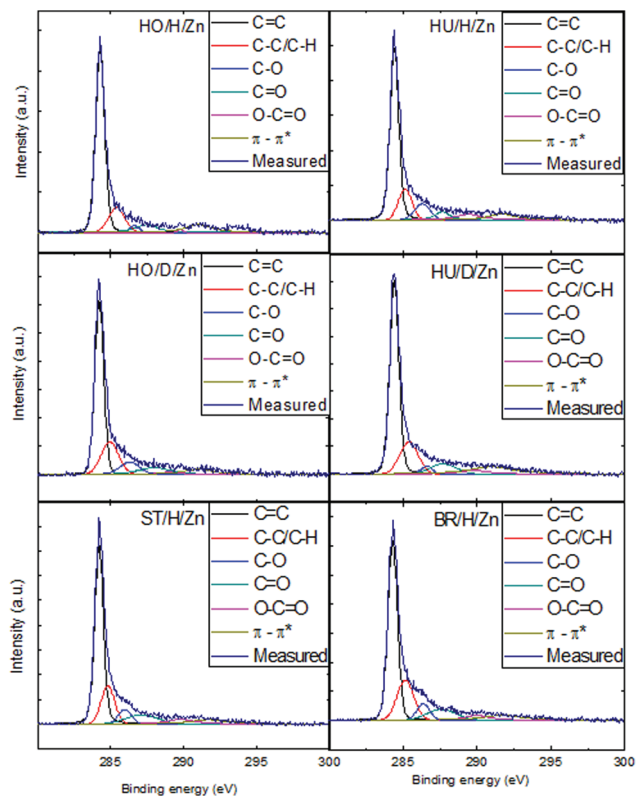 HO/H/Zn
C=C
C-C/C-H
C-O
C=O
O-C=O
π - π*
Measured
Intensity (a.u.)
HU/H/Zn
C=C
C-C/C-H
C-O
C=O
O-C=O
π - π*
Measured
HO/D/Zn
C=C
C-C/C-H
C-O
C=O
O-C=O
π - π*
Measured
Intensity (a.u.)
HU/D/Zn
C=C
C-C/C-H
C-O
C=O
O-C=O
π - π*
Measured
ST/H/Zn
C=C
C-C/C-H
C-O
C=O
O-C=O
π - π*
Measured
Intensity (a.u.)
285 290 295 300
Binding energy (eV)
BR/H/Zn
C=C
C-C/C-H
C-O
C=O
O-C=O
π - π*
Measured
285 290 295 300
Binding energy (eV)